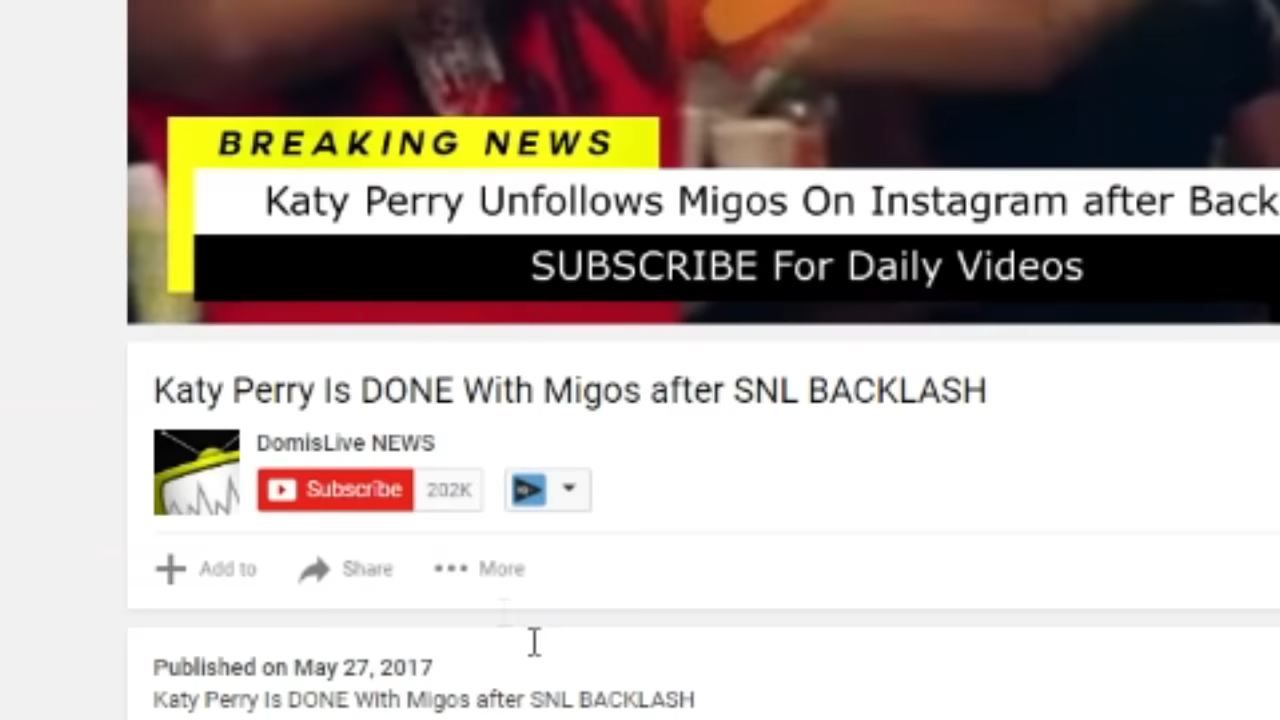 BREAKING NEWS
Katy Perry Unfollows Migos On Instagram after Back
SUBSCRIBE For Daily Videos
Katy Perry Is DONE With Migos after SNL BACKLASH
DomisLive NEWS
Subscribe 202K
Add to Share More
Published on May 27, 2017
Katy Perry Is DONE With Migos after SNL BACKLASH